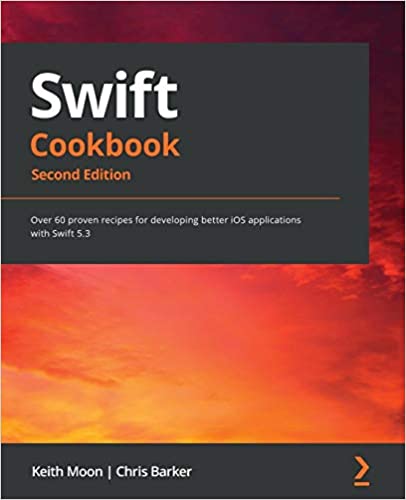 Swift
Cookbook
Second Edition
Over 60 proven recipes for developing better iOS applications
with Swift 5.3
Keith Moon | Chris Barker